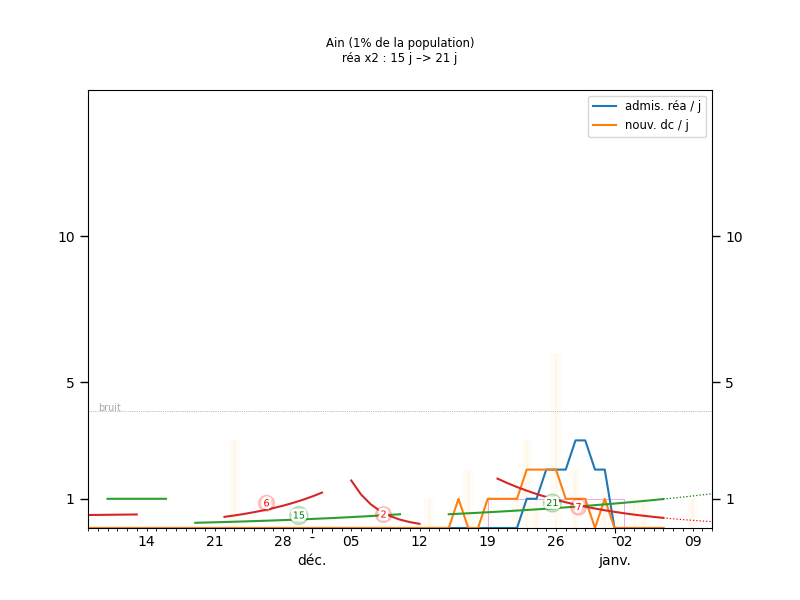 Ain (1% de la population)
réa x2 : 15 j –> 21 j
admis. réa / j
nouv. dc / j
10 10
5 5
bruit
1 1
6 15 2 21 7
14 21 28 - 05 12 19 26 - 02 09
déc. janv.